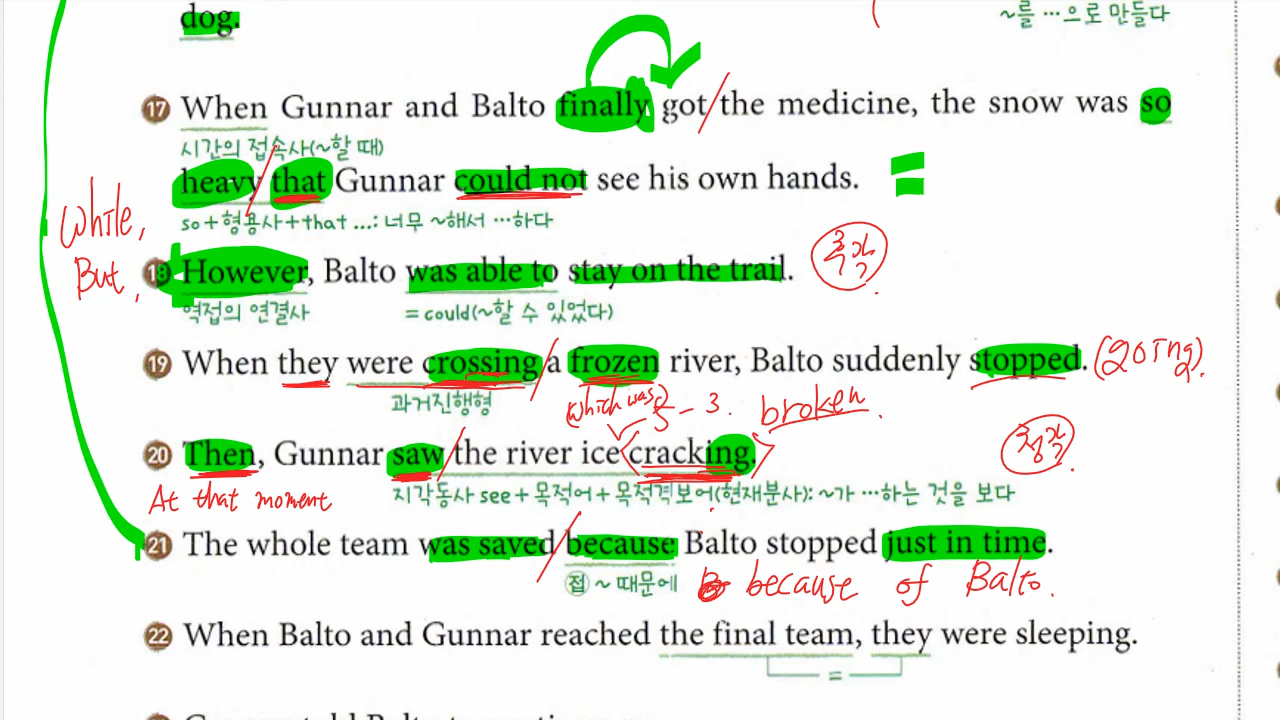 dog.
~를 …으로 만들다
17 When Gunnar and Balto finally got/the medicine, the snow was so
시간의 접속사(~할 때)
heavy/that Gunnar could not see his own hands. =
so+형용사+that …: 너무 ~해서 …하다
While,
But,
18 However, Balto was able to stay on the trail.
역접의 연결사
= could(~할 수 있었다)
19 When they were crossing/a frozen river, Balto suddenly stopped. (going).
과거진행형
(which was) 5-3. broken.
20 Then, Gunnar saw/the river ice <cracking.>
At that moment
지각동사 see+목적어+목적격보어(현재분사): ~가 …하는 것을 보다
21 The whole team was saved/because Balto stopped just in time.
접 ~ 때문에
because of Balto.
22 When Balto and Gunnar reached the final team, they were sleeping.
=